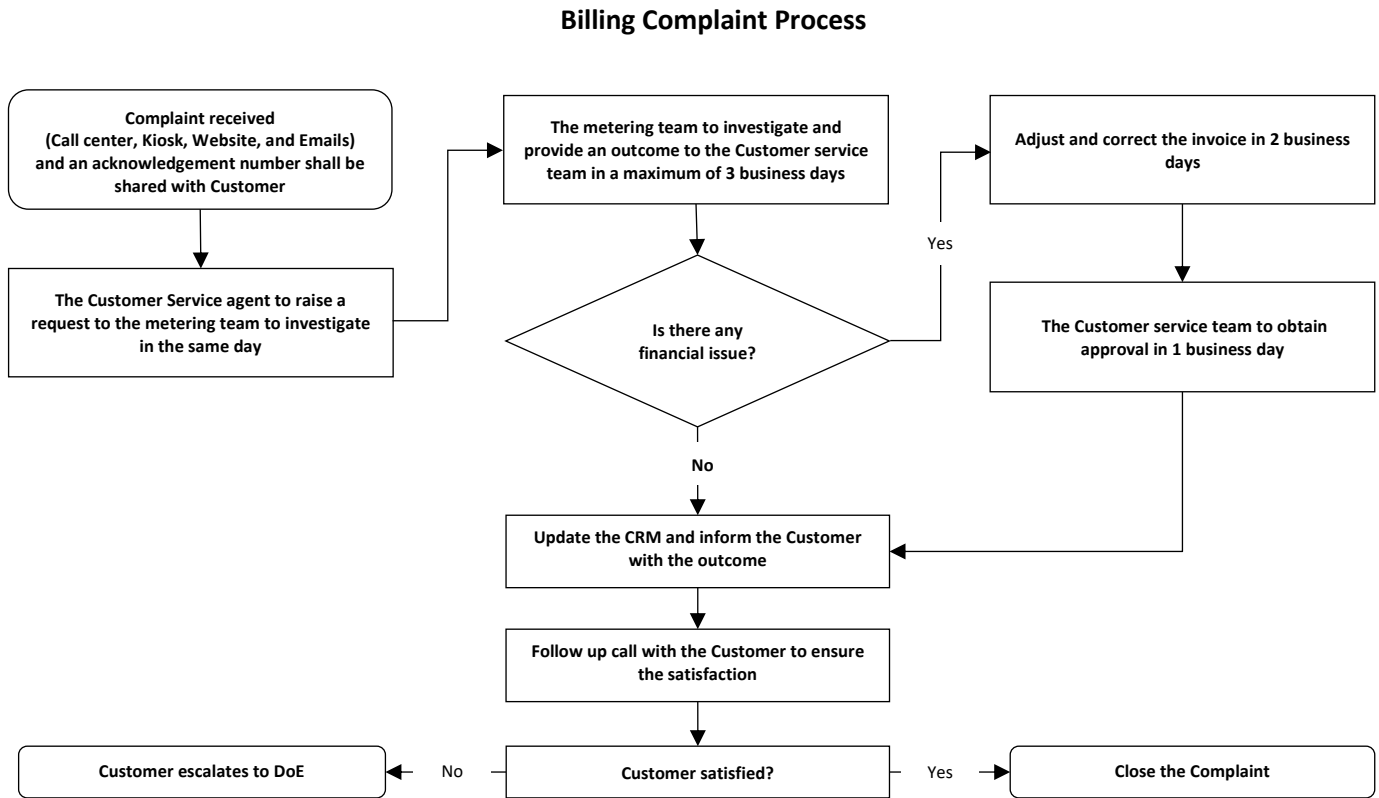 Billing Complaint Process
Complaint received
(Call center, Kiosk, Website, and Emails)
and an acknowledgement number shall be
shared with Customer
The Customer Service agent to raise a
request to the metering team to investigate
in the same day
The metering team to investigate and
provide an outcome to the Customer service
team in a maximum of 3 business days
Is there any
financial issue?
Yes
Adjust and correct the invoice in 2 business
days
The Customer service team to obtain
approval in 1 business day
No
Update the CRM and inform the Customer
with the outcome
Follow up call with the Customer to ensure
the satisfaction
Customer satisfied?
No
Customer escalates to DoE
Yes
Close the Complaint